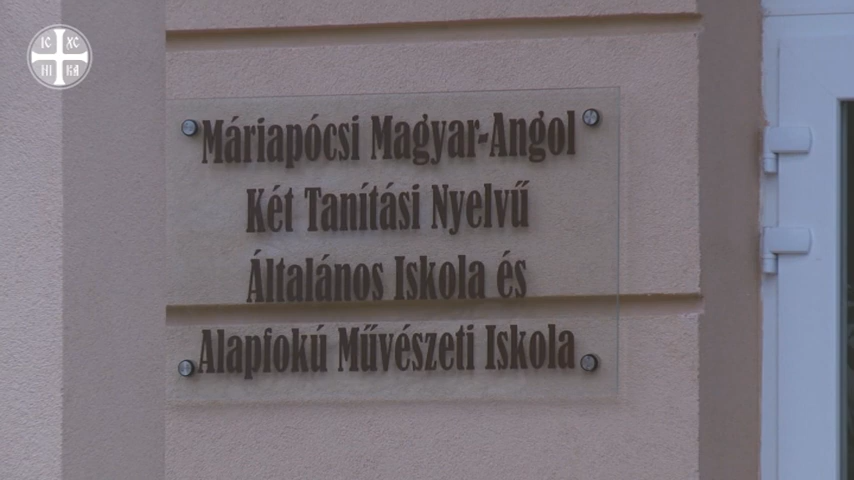 IC XC
NI KA
Máriapócsi Magyar-Angol
Két Tanítási Nyelvű
Általános Iskola és
Alapfokú Művészeti Iskola